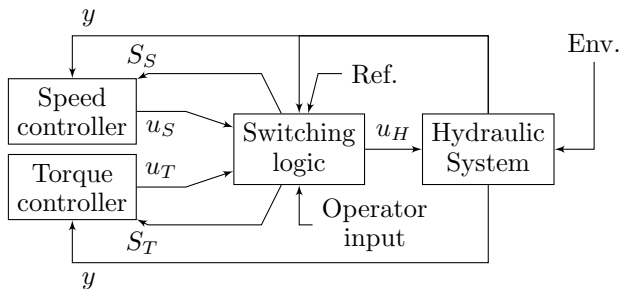 y
Env.
S_S
Ref.
Speed
controller
u_S
Switching
logic
u_H
Hydraulic
System
Torque
controller
u_T
Operator
input
S_T
y